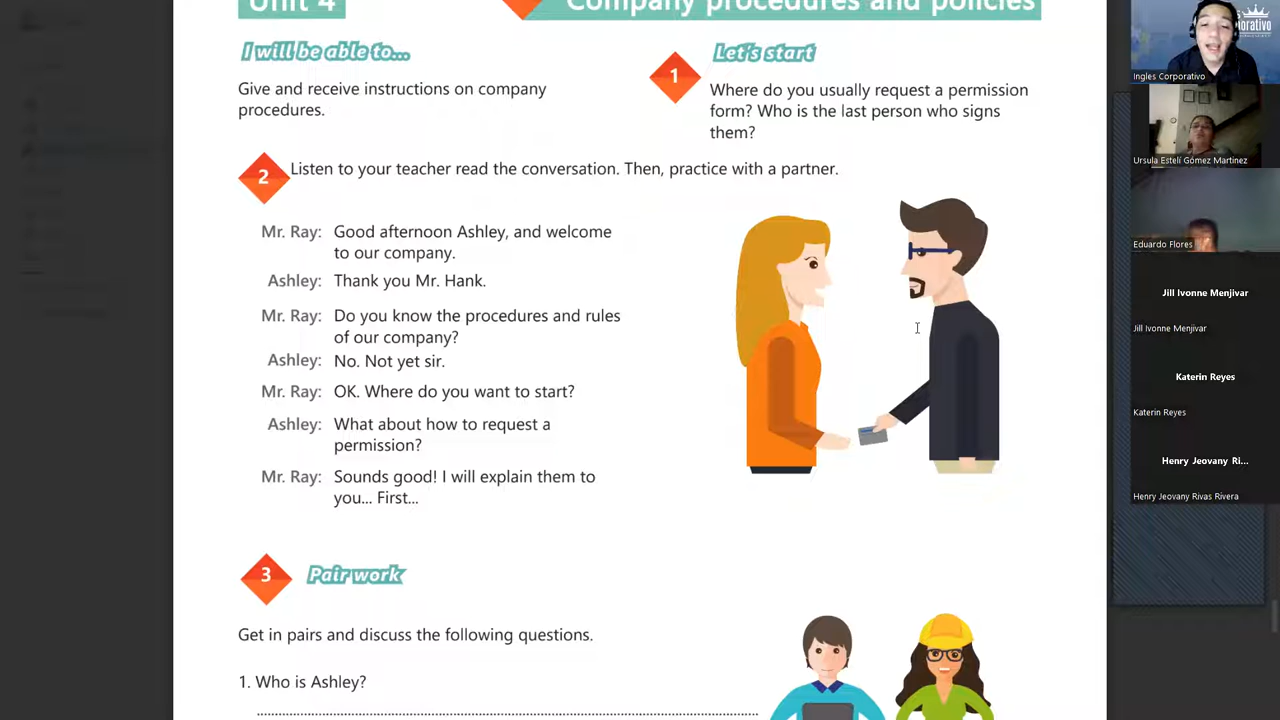 Unit 4
Company procedures and policies
I will be able to...
Give and receive instructions on company
procedures.
1
Let's start
Where do you usually request a permission
form? Who is the last person who signs
them?
2
Listen to your teacher read the conversation. Then, practice with a partner.
Mr. Ray: Good afternoon Ashley, and welcome
to our company.
Ashley: Thank you Mr. Hank.
Mr. Ray: Do you know the procedures and rules
of our company?
Ashley: No. Not yet sir.
Mr. Ray: OK. Where do you want to start?
Ashley: What about how to request a
permission?
Mr. Ray: Sounds good! I will explain them to
you... First...
3
Pair work
Get in pairs and discuss the following questions.
1. Who is Ashley?
Ingles Corporativo
Ursula Estelí Gómez Martinez
Eduardo Flores
Jill Ivonne Menjivar
Jill Ivonne Menjivar
Katerin Reyes
Katerin Reyes
Henry Jeovany Ri...
Henry Jeovany Rivas Rivera